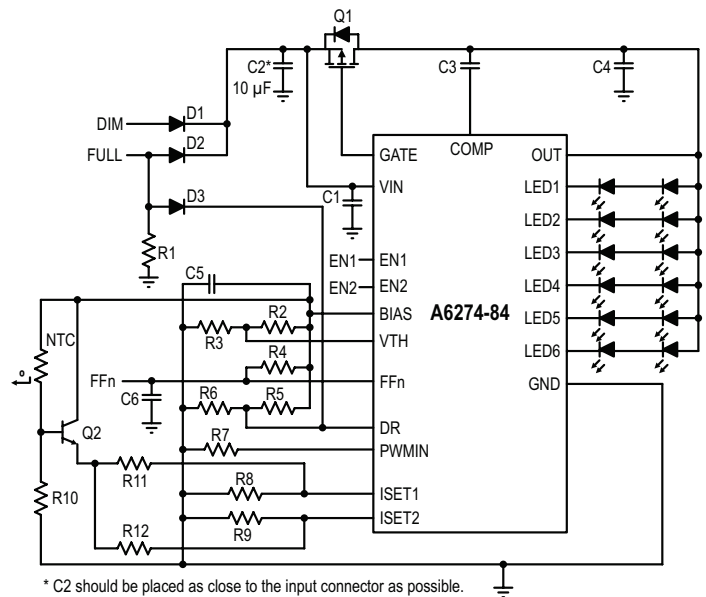 Q1
C2*
10 µF
C3
C4
DIM
D1
D2
FULL
GATE
COMP
OUT
VIN
LED1
D3
C1
LED2
R1
LED3
EN1
EN1
C5
EN2
EN2
LED4
BIAS
A6274-84
LED5
R2
R3
VTH
NTC
LED6
R4
to
FFn
FFn
GND
C6
R6
R5
Q2
DR
R7
PWMIN
R11
R8
ISET1
R10
R12
R9
ISET2
* C2 should be placed as close to the input connector as possible.